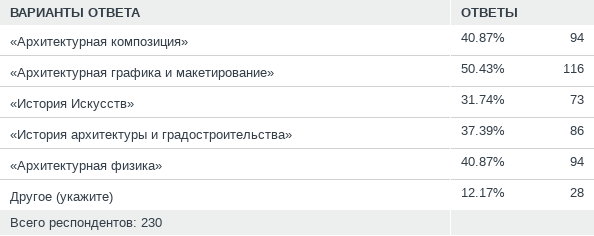 ВАРИАНТЫ ОТВЕТА ОТВЕТЫ
«Архитектурная композиция» 40.87% 94
«Архитектурная графика и макетирование» 50.43% 116
«История Искусств» 31.74% 73
«История архитектуры и градостроительства» 37.39% 86
«Архитектурная физика» 40.87% 94
Другое (укажите) 12.17% 28
Всего респондентов: 230